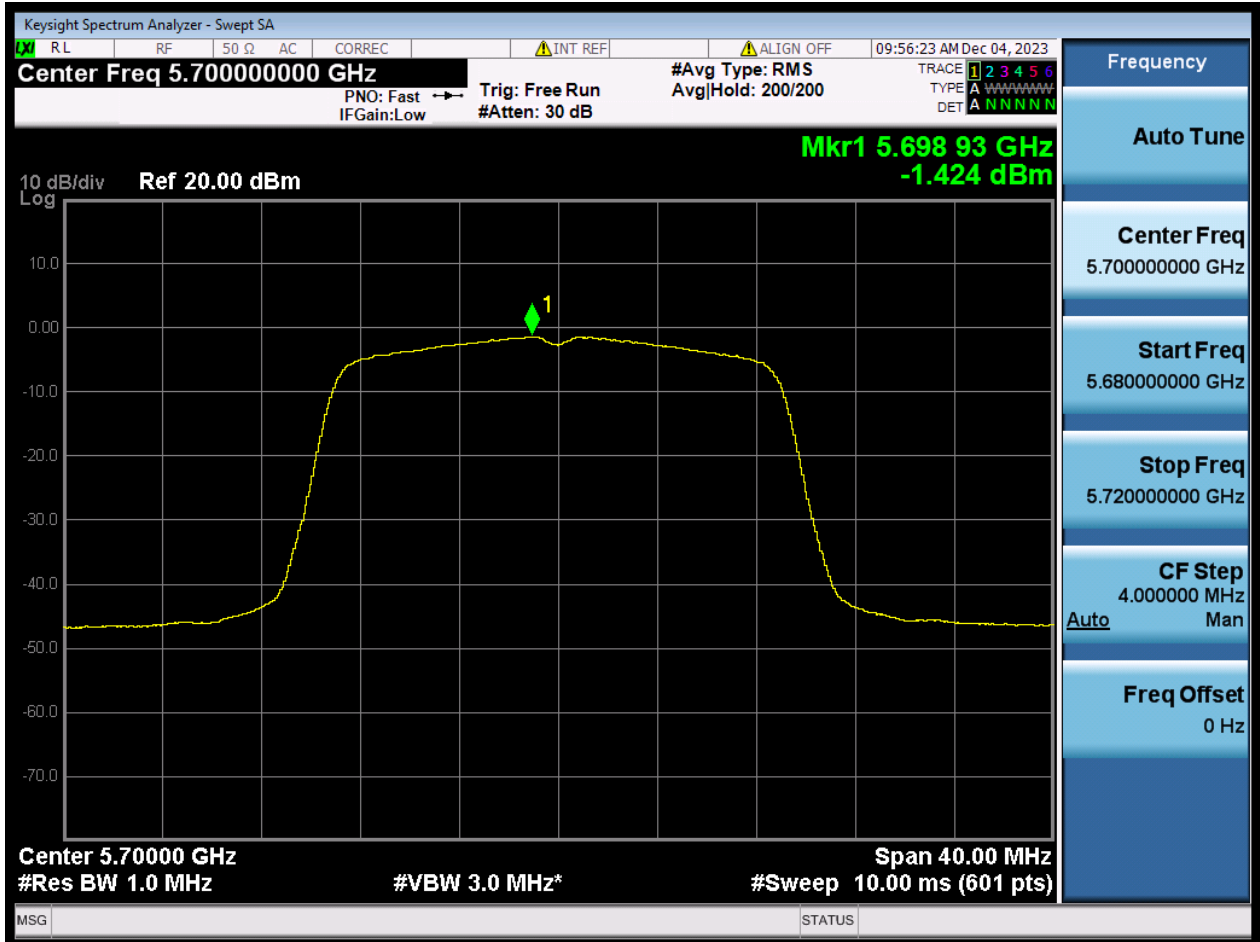 Keysight Spectrum Analyzer - Swept SA
LXI RL RF 50 Ω AC CORREC INT REF ALIGN OFF 09:56:23 AM Dec 04, 2023
Center Freq 5.700000000 GHz
PNO: Fast
IFGain:Low
Trig: Free Run
#Atten: 30 dB
#Avg Type: RMS
Avg|Hold: 200/200
TRACE 1 2 3 4 5 6
TYPE A WWWWW
DET A N N N N N
Mkr1 5.698 93 GHz
-1.424 dBm
10 dB/div Ref 20.00 dBm
Log
10.0
1
0.00
-10.0
-20.0
-30.0
-40.0
-50.0
-60.0
-70.0
Center 5.70000 GHz Span 40.00 MHz
#Res BW 1.0 MHz #VBW 3.0 MHz* #Sweep 10.00 ms (601 pts)
MSG STATUS
Frequency
Auto Tune
Center Freq
5.700000000 GHz
Start Freq
5.680000000 GHz
Stop Freq
5.720000000 GHz
CF Step
4.000000 MHz
Auto Man
Freq Offset
0 Hz